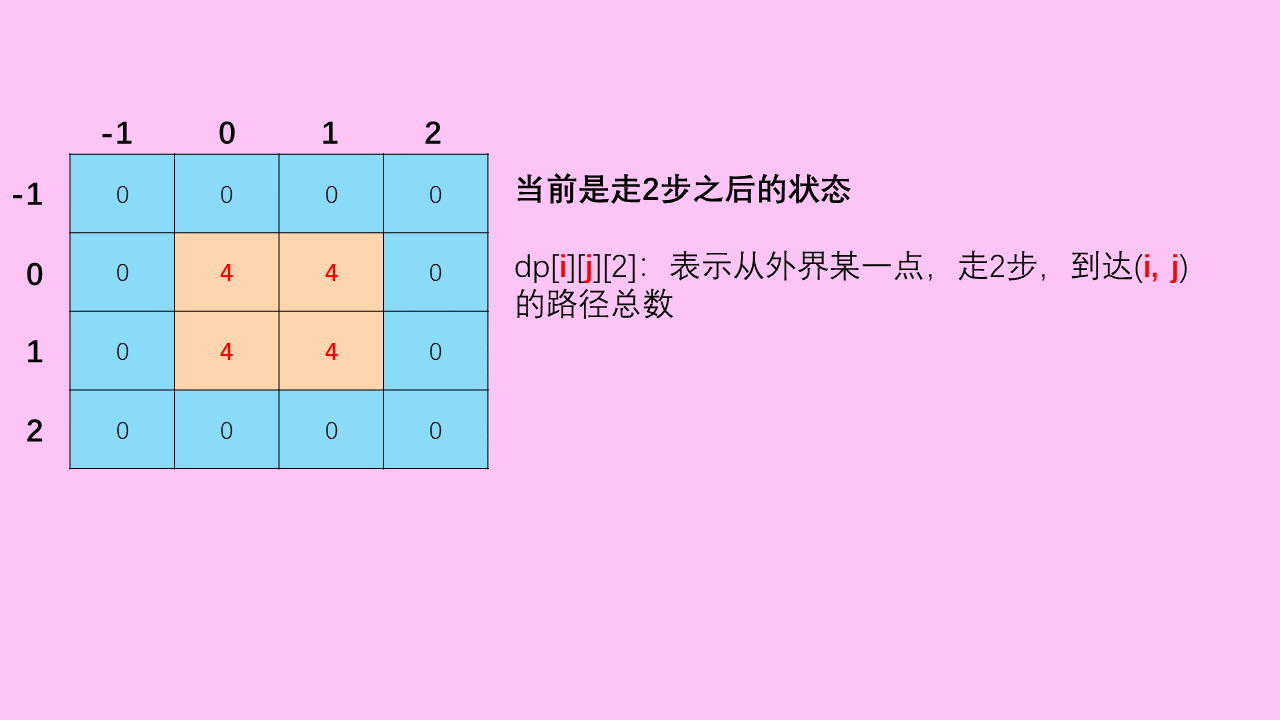 -1 0 1 2
-1 0 0 0 0
0 0 4 4 0
1 0 4 4 0
2 0 0 0 0
当前是走2步之后的状态
dp[i][j][2]：表示从外界某一点，走2步，到达(i, j)
的路径总数